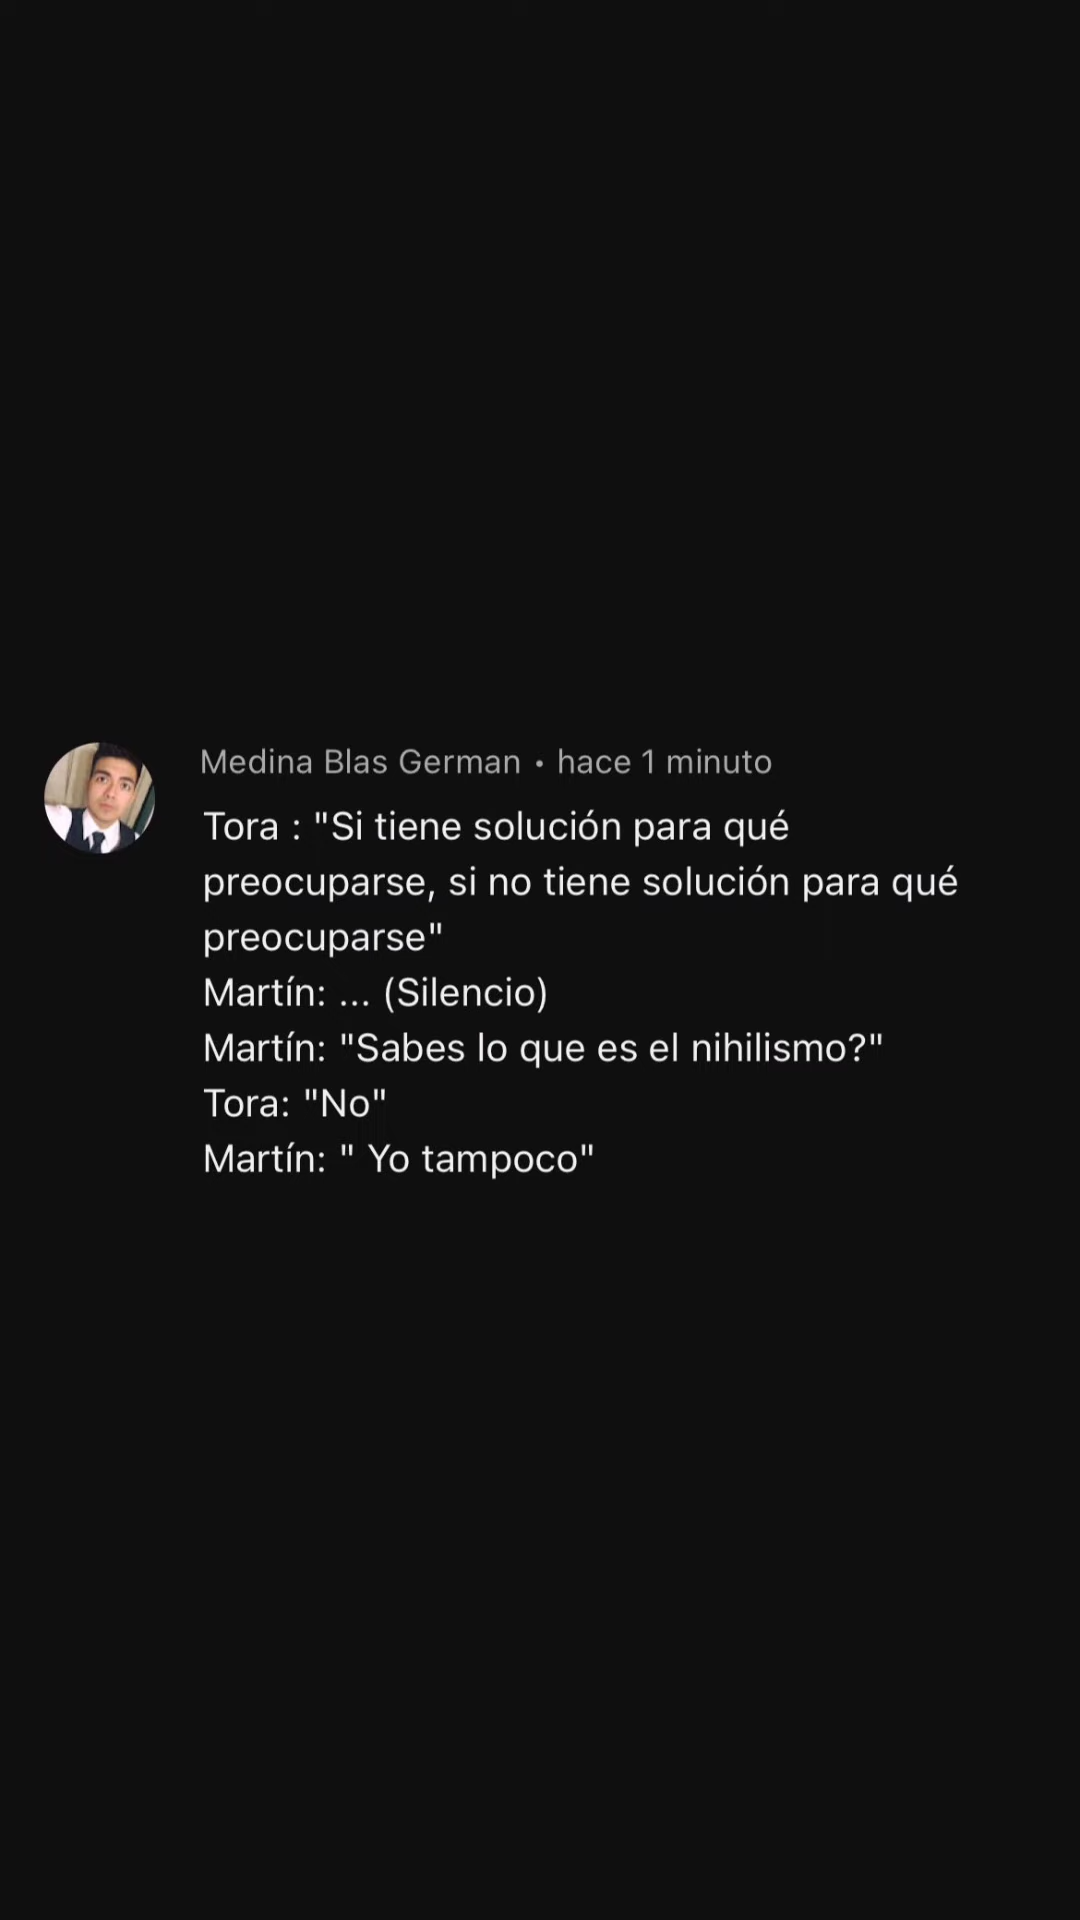 Medina Blas German • hace 1 minuto
Tora : "Si tiene solución para qué
preocuparse, si no tiene solución para qué
preocuparse"
Martín: ... (Silencio)
Martín: "Sabes lo que es el nihilismo?"
Tora: "No"
Martín: " Yo tampoco"